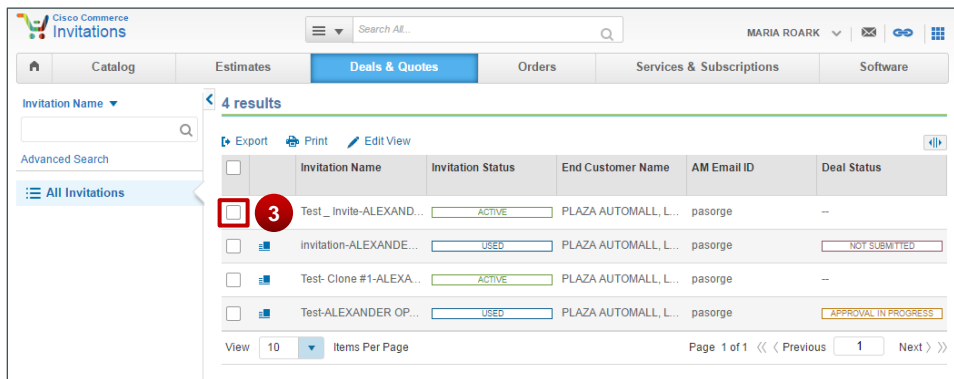 Cisco Commerce
Invitations
Search All...
MARIA ROARK
Catalog Estimates Deals & Quotes Orders Services & Subscriptions Software
Invitation Name
4 results
Export Print Edit View
Advanced Search
Invitation Name Invitation Status End Customer Name AM Email ID Deal Status
All Invitations
3 Test _ Invite-ALEXAND... ACTIVE PLAZA AUTOMALL, L... pasorge --
invitation-ALEXANDE... USED PLAZA AUTOMALL, L... pasorge NOT SUBMITTED
Test- Clone #1-ALEXA... ACTIVE PLAZA AUTOMALL, L... pasorge --
Test-ALEXANDER OP... USED PLAZA AUTOMALL, L... pasorge APPROVAL IN PROGRESS
View 10 Items Per Page Page 1 of 1 Previous 1 Next